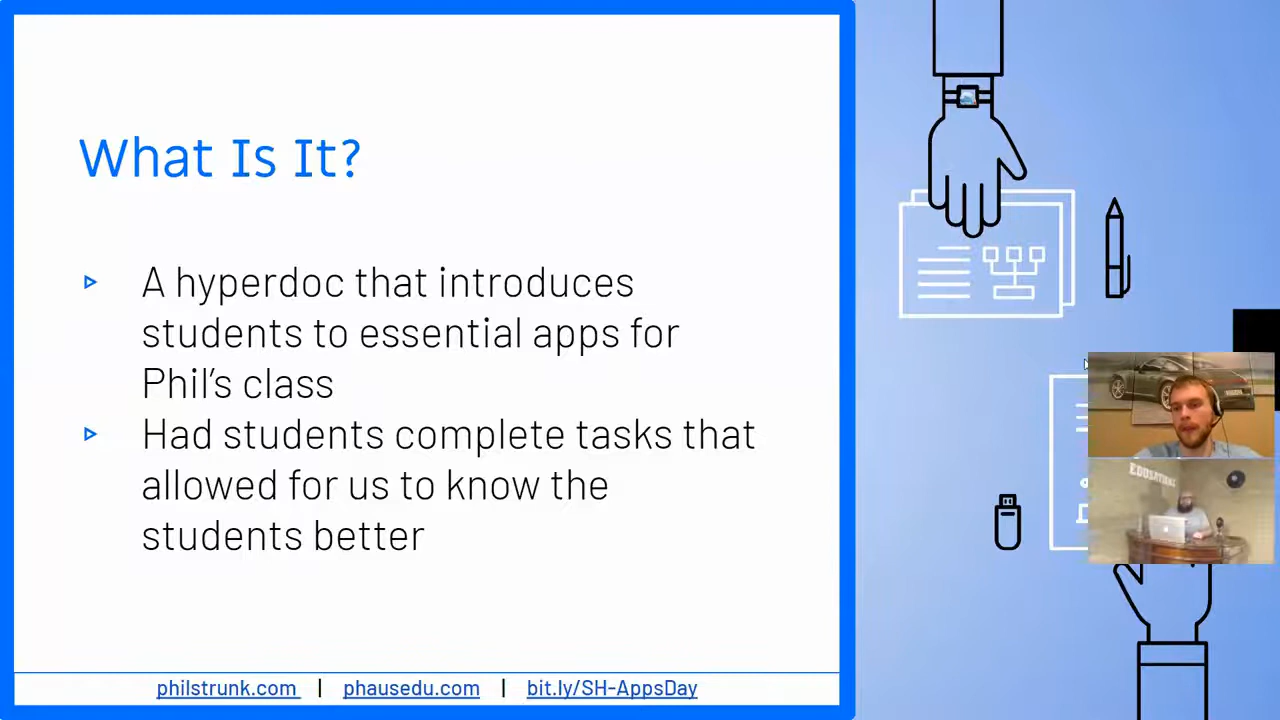 What Is It?
A hyperdoc that introduces
students to essential apps for
Phil's class
Had students complete tasks that
allowed for us to know the
students better
philstrunk.com | phausedu.com | bit.ly/SH-AppsDay